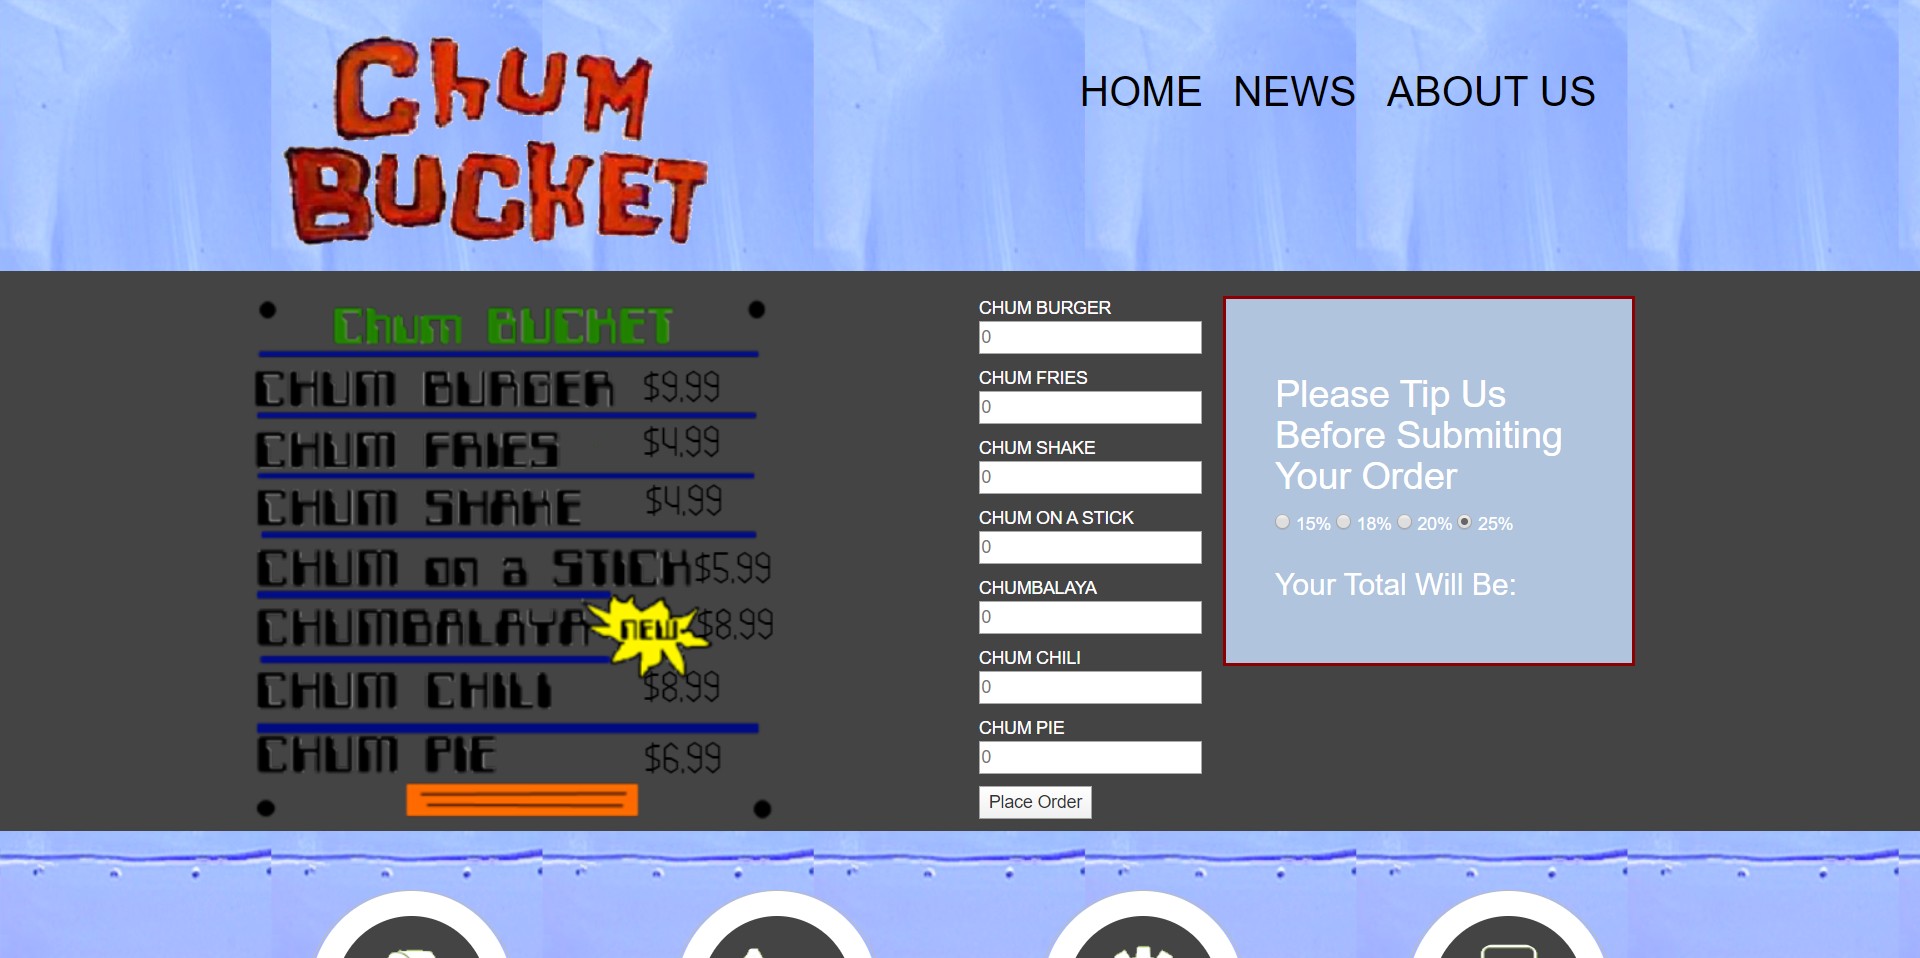 Chum
BUCKET
HOME NEWS ABOUT US
Chum BUCKET
CHUM BURGER $9.99
CHUM FRIES $4.99
CHUM SHAKE $4.99
CHUM on a STICK $5.99
CHUMBALAYA NEW $8.99
CHUM CHILI $8.99
CHUM PIE $6.99
CHUM BURGER
0
CHUM FRIES
0
CHUM SHAKE
0
CHUM ON A STICK
0
CHUMBALAYA
0
CHUM CHILI
0
CHUM PIE
0
Place Order
Please Tip Us
Before Submiting
Your Order
15% 18% 20% 25%
Your Total Will Be: